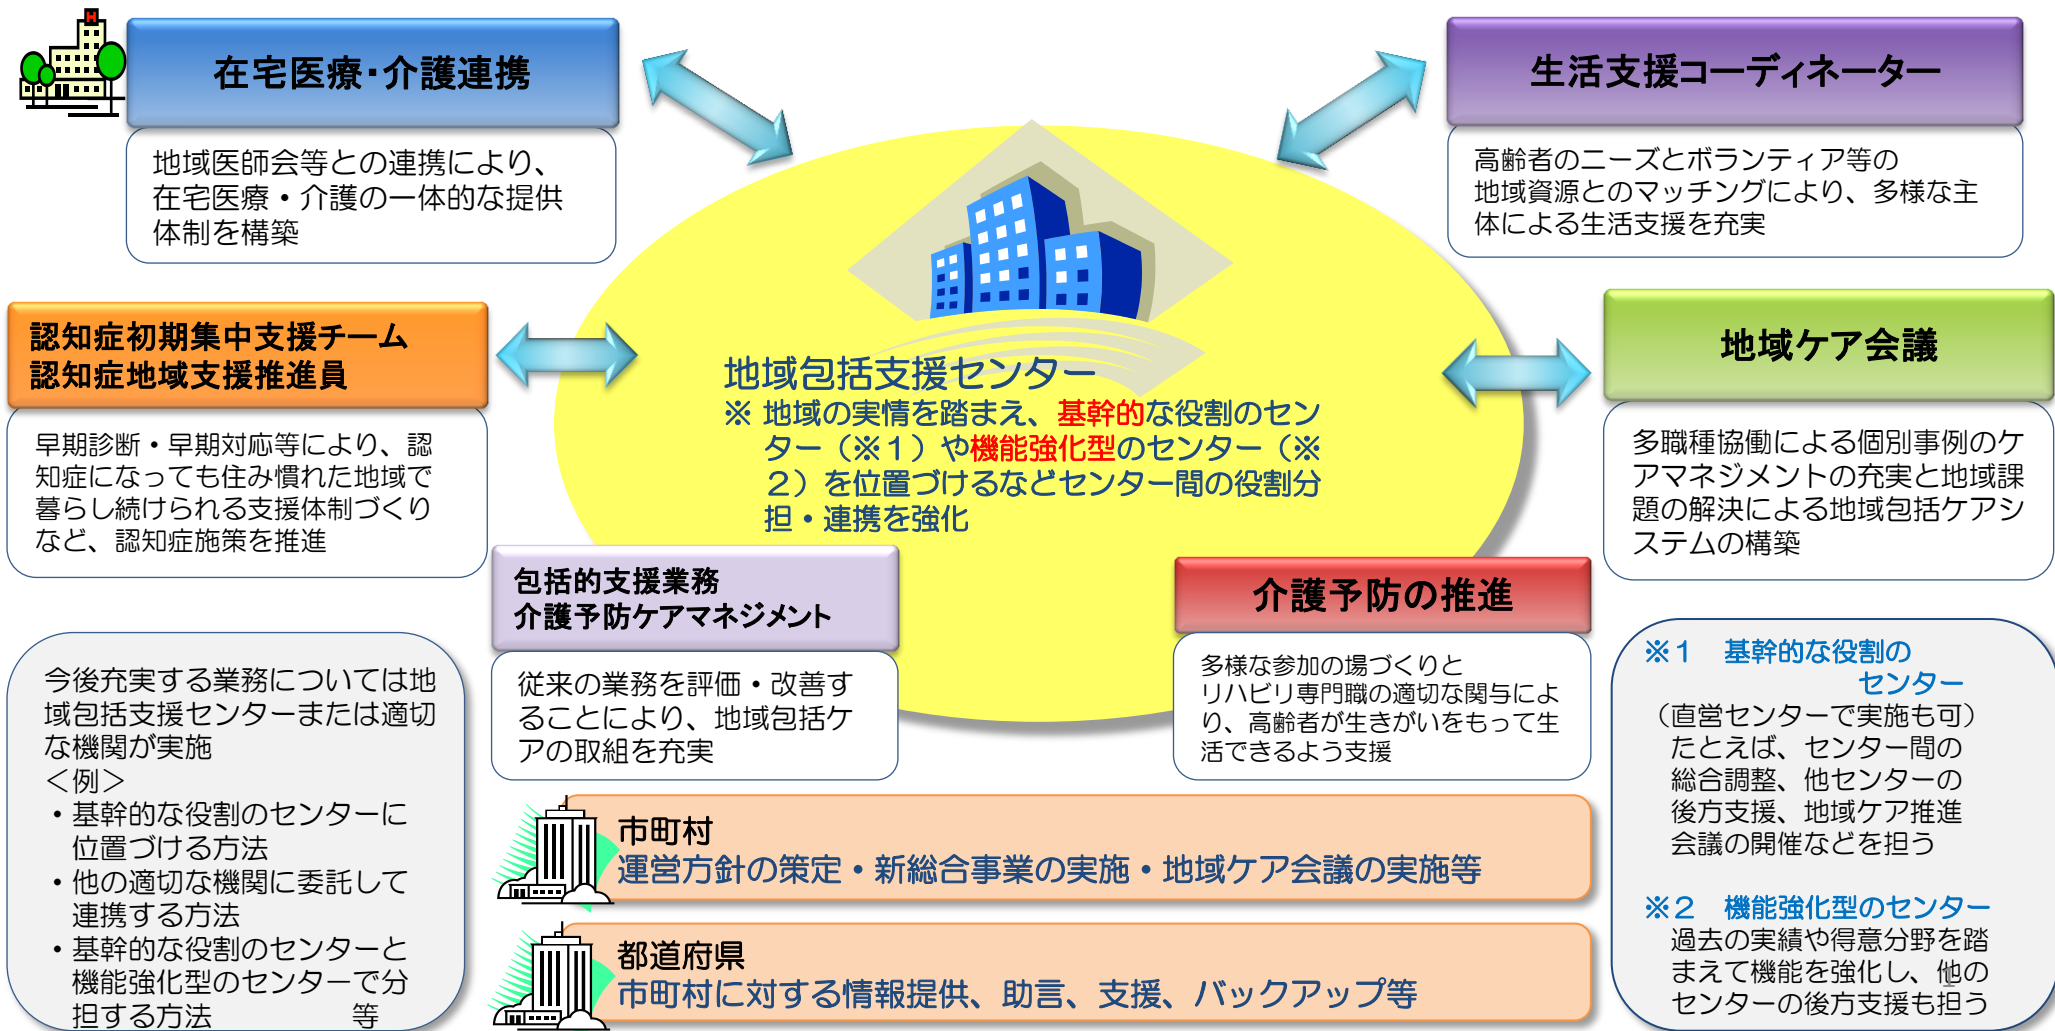 在宅医療・介護連携
地域医師会等との連携により、
在宅医療・介護の一体的な提供
体制を構築
生活支援コーディネーター
高齢者のニーズとボランティア等の
地域資源とのマッチングにより、多様な主
体による生活支援を充実
認知症初期集中支援チーム
認知症地域支援推進員
早期診断・早期対応等により、認
知症になっても住み慣れた地域で
暮らし続けられる支援体制づくり
など、認知症施策を推進
地域包括支援センター
※ 地域の実情を踏まえ、基幹的な役割のセン
ター（※１）や機能強化型のセンター（※
２）を位置づけるなどセンター間の役割分
担・連携を強化
地域ケア会議
多職種協働による個別事例のケ
アマネジメントの充実と地域課
題の解決による地域包括ケアシ
ステムの構築
包括的支援業務
介護予防ケアマネジメント
従来の業務を評価・改善す
ることにより、地域包括ケ
アの取組を充実
介護予防の推進
多様な参加の場づくりと
リハビリ専門職の適切な関与によ
り、高齢者が生きがいをもって生
活できるよう支援
今後充実する業務については地
域包括支援センターまたは適切
な機関が実施
＜例＞
・基幹的な役割のセンターに
位置づける方法
・他の適切な機関に委託して
連携する方法
・基幹的な役割のセンターと
機能強化型のセンターで分
担する方法 等
市町村
運営方針の策定・新総合事業の実施・地域ケア会議の実施等
都道府県
市町村に対する情報提供、助言、支援、バックアップ等
※１ 基幹的な役割の
センター
（直営センターで実施も可）
たとえば、センター間の
総合調整、他センターの
後方支援、地域ケア推進
会議の開催などを担う
※２ 機能強化型のセンター
過去の実績や得意分野を踏
まえて機能を強化し、他の
センターの後方支援も担う
1
H